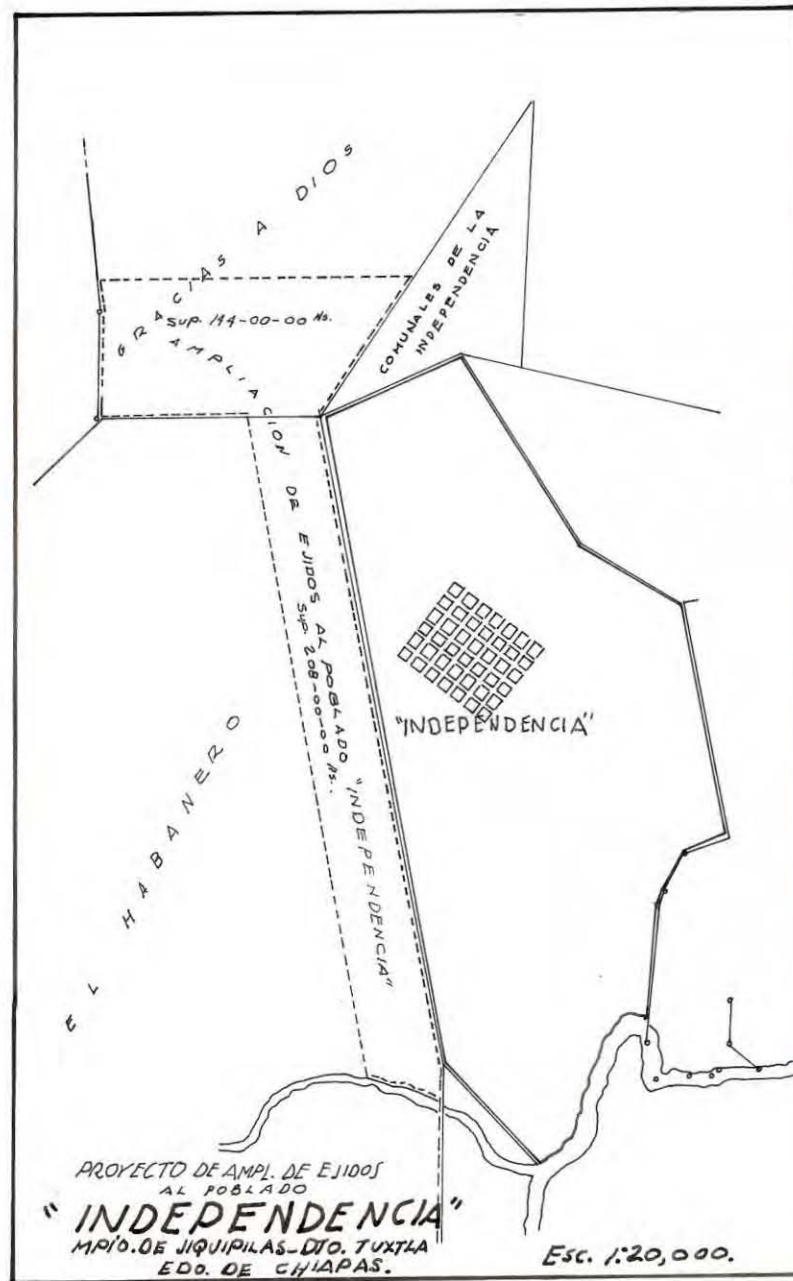 GRACIAS A DIOS
COMUNALES DE LA
INDEPENDENCIA
Sup. 144-00-00 Hs.
AMPLIACION DE EJIDOS AL POBLADO "INDEPENDENCIA"
Sup. 208-00-00 Hs.
"INDEPENDENCIA"
EL HABANERO
PROYECTO DE AMPL. DE EJIDOS
AL POBLADO
"INDEPENDENCIA"
MPIO. DE JIQUIPILAS-DTO. TUXTLA
EDO. DE CHIAPAS.
Esc. 1:20,000.